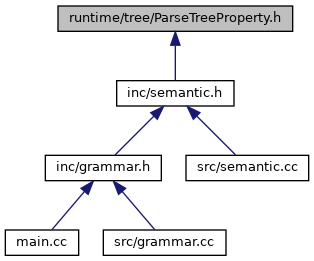 runtime/tree/ParseTreeProperty.h
inc/semantic.h
inc/grammar.h
src/semantic.cc
main.cc
src/grammar.cc